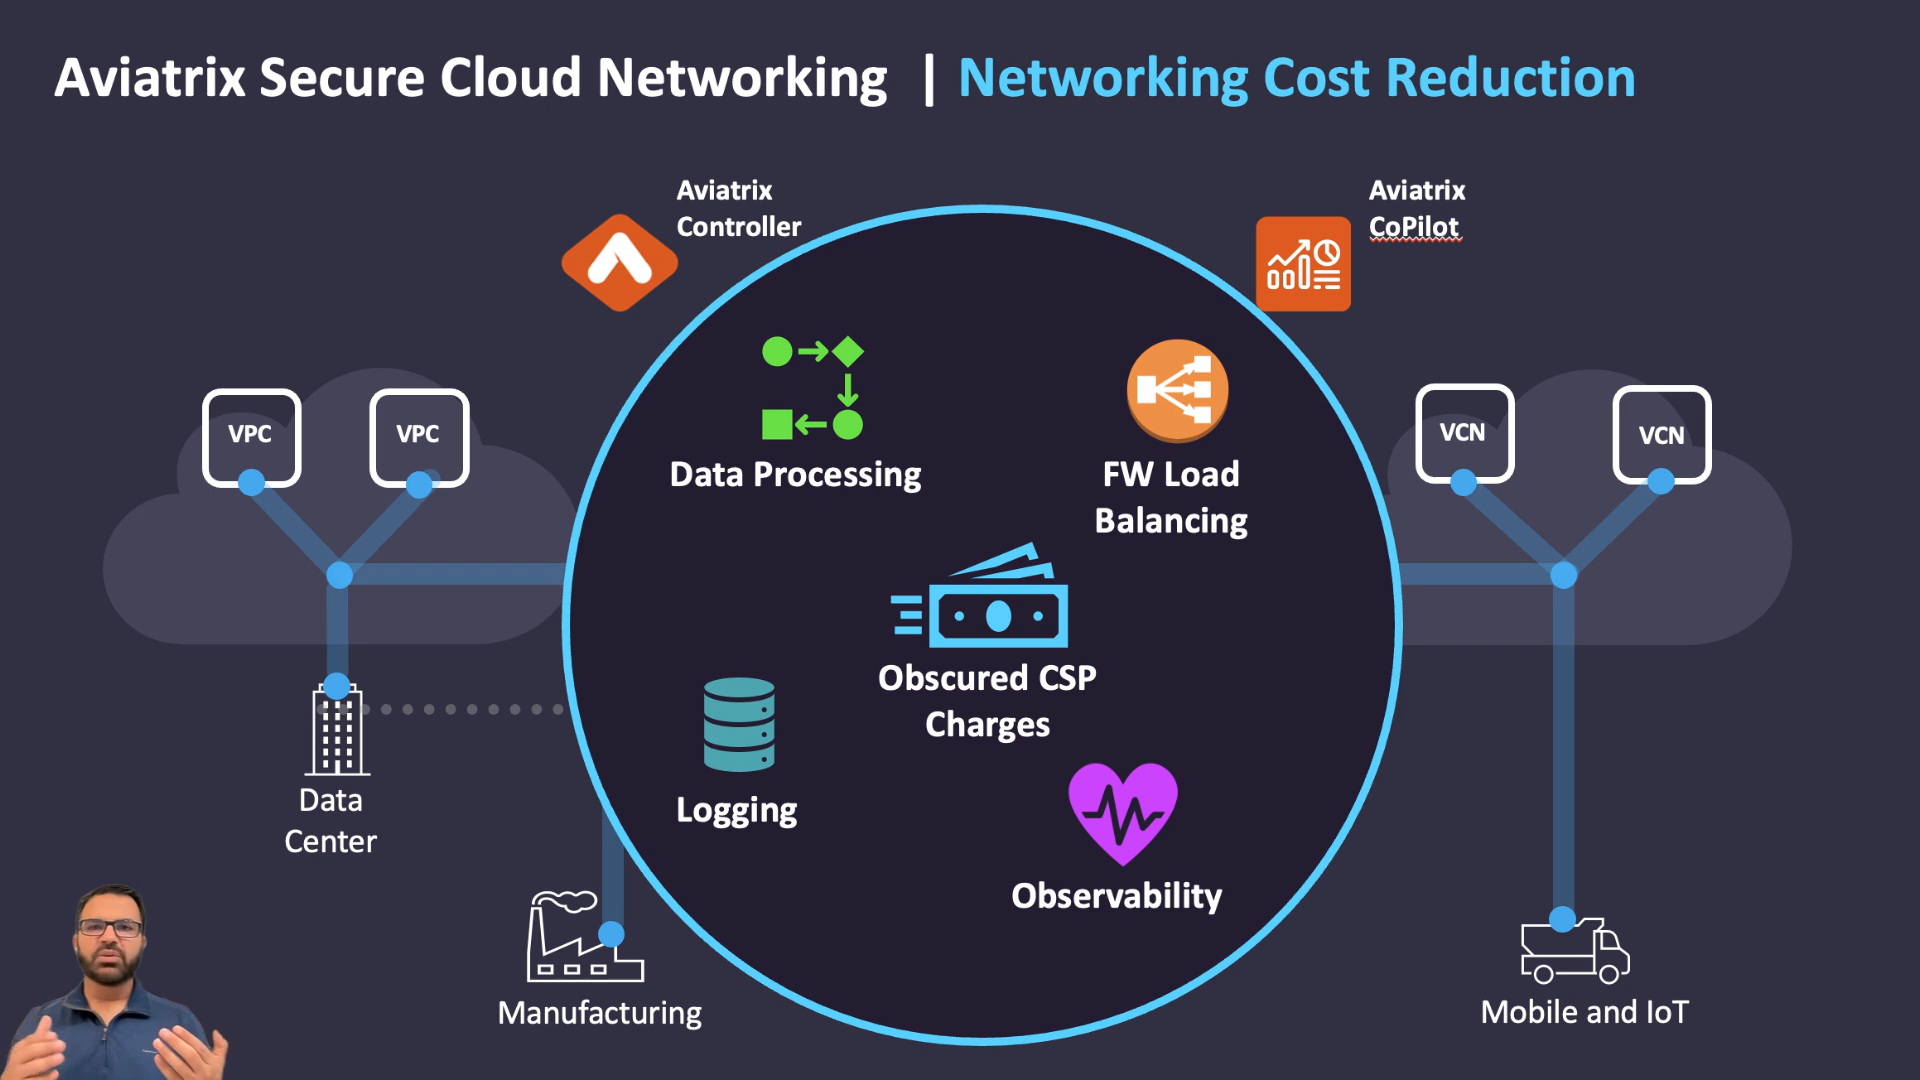 Aviatrix Secure Cloud Networking | Networking Cost Reduction
Aviatrix
Controller
Aviatrix
CoPilot
VPC
VPC
VCN
VCN
Data Processing
FW Load
Balancing
Obscured CSP
Charges
Logging
Observability
Data
Center
Manufacturing
Mobile and IoT